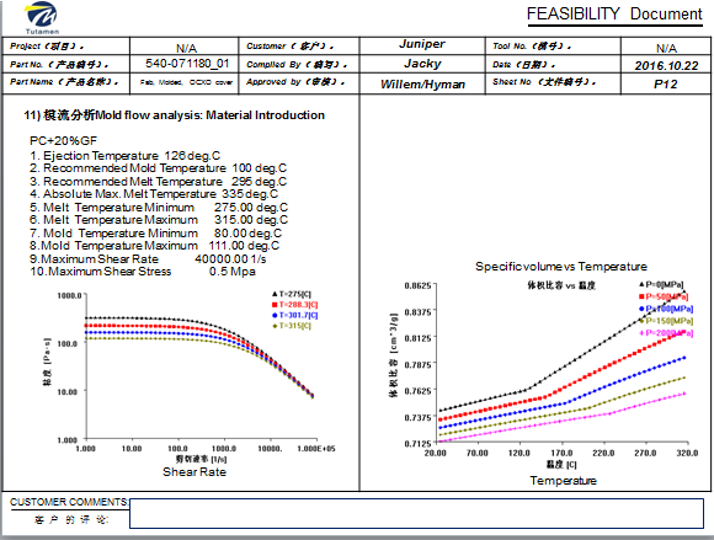 Tutamen
FEASIBILITY Document
Project (项目). N/A Customer (客户). Juniper Tool No. (模号). N/A
Part No. (产品编号). 540-071180_01 Compiled By (编写). Jacky Date (日期). 2016.10.22
Part Name (产品名称). Fab, Molded, CCXO cover Approved by (审核). Willem/Hyman Sheet No (文件编号). P12
11) 模流分析Mold flow analysis: Material Introduction
PC+20%GF
1. Ejection Temperature 126 deg.C
2. Recommended Mold Temperature 100 deg.C
3. Recommended Melt Temperature 295 deg.C
4. Absolute Max. Melt Temperature 335 deg.C
5. Melt Temperature Minimum 275.00 deg.C
6. Melt Temperature Maximum 315.00 deg.C
7. Mold Temperature Minimum 80.00 deg.C
8.Mold Temperature Maximum 111.00 deg.C
9.Maximum Shear Rate 40000.00 1/s
10.Maximum Shear Stress 0.5 Mpa
T=275[C]
T=288.3[C]
T=301.7[C]
T=315[C]
1000.0
100.0
10.00
1.000
粘度 [Pa-s]
1.000 10.00 100.0 1000.0 10000. 1.000E+05
剪切速率 [1/s]
Shear Rate
Specific volume vs Temperature
体积比容 vs 温度
P=0[MPa]
P=50[MPa]
P=100[MPa]
P=150[MPa]
P=200[MPa]
0.8625
0.8375
0.8125
0.7875
0.7625
0.7375
0.7125
体积比容 [cm^3/g]
20.00 70.00 120.0 170.0 220.0 270.0 320.0
温度 [C]
Temperature
CUSTOMER COMMENTS:
客 户 的 评 论: